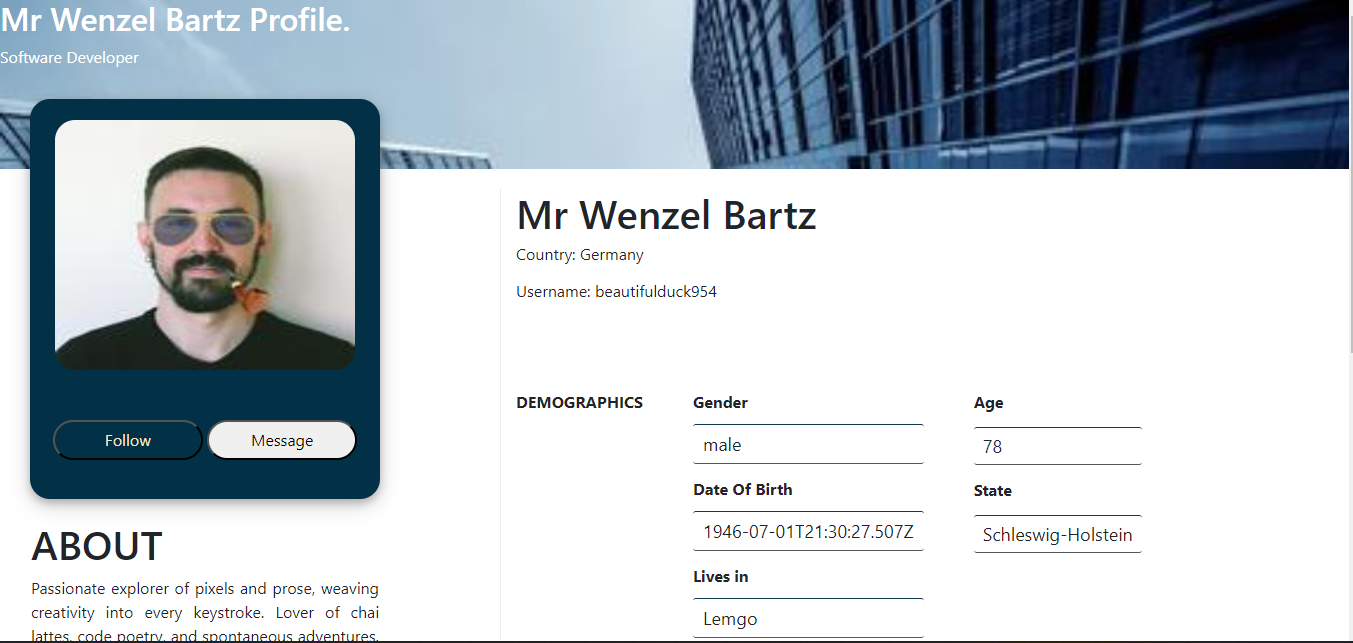 Mr Wenzel Bartz Profile.
Software Developer
Follow
Message
ABOUT
Passionate explorer of pixels and prose, weaving
creativity into every keystroke. Lover of chai
lattes, code poetry, and spontaneous adventures.
Mr Wenzel Bartz
Country: Germany
Username: beautifulduck954
DEMOGRAPHICS
Gender
male
Age
78
Date Of Birth
1946-07-01T21:30:27.507Z
State
Schleswig-Holstein
Lives in
Lemgo